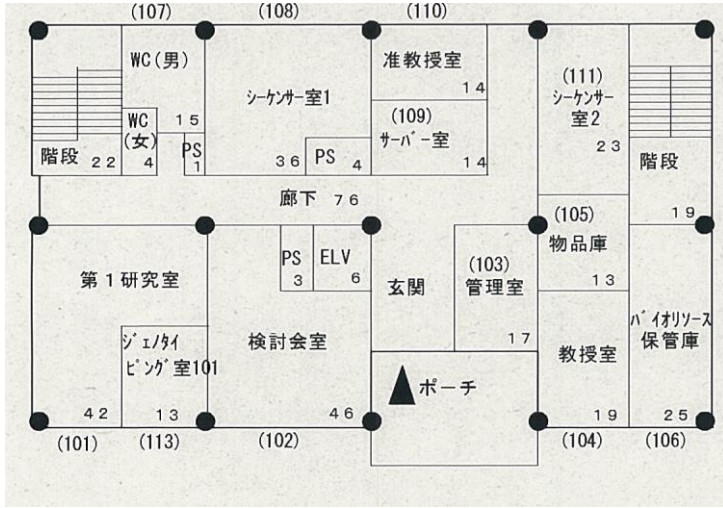 (107)
(108)
(110)
WC(男)
15
シーケンサー室1
36
准教授室
14
(111)
シーケンサー
室2
23
WC
(女)
4
PS
1
PS
4
(109)
サーバー室
14
階段
22
階段
19
廊下 76
(105)
物品庫
13
PS
3
ELV
6
第1研究室
42
玄関
(103)
管理室
17
ジェノタイ
ピング室101
13
検討会室
46
バイオリソース
保管庫
25
教授室
19
ポーチ
(101)
(113)
(102)
(104)
(106)